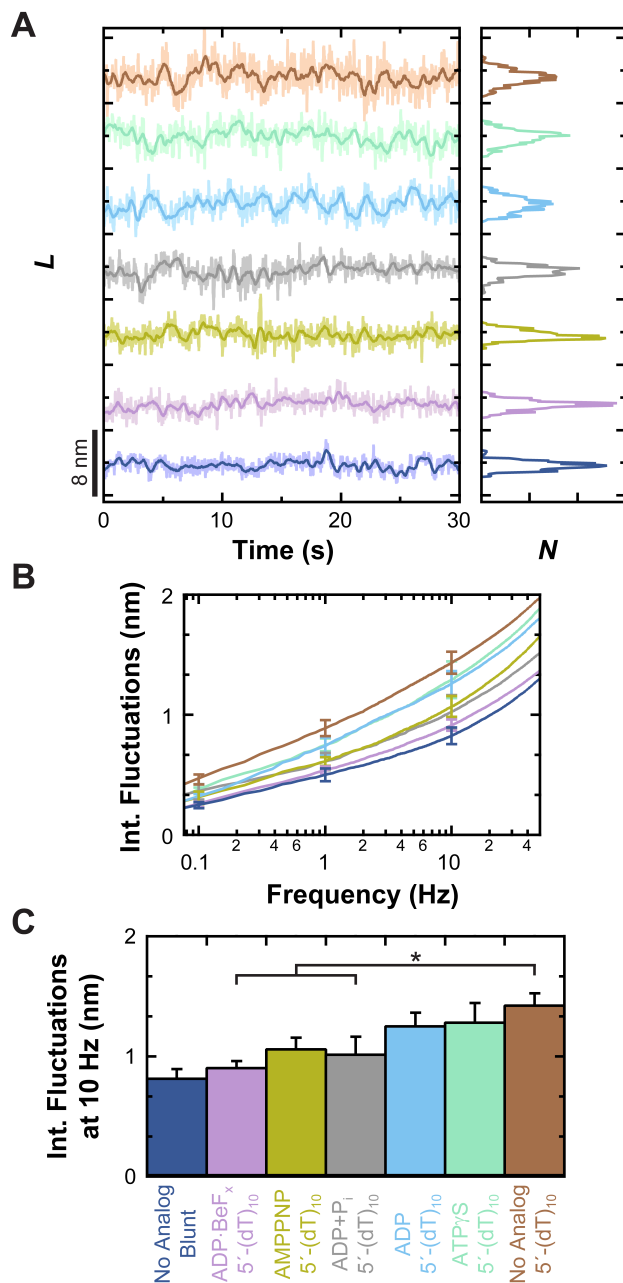 A
L
8 nm
0
10
20
30
Time (s)
N
B
Int. Fluctuations (nm)
2
1
0
0.1
2
4
6
1
2
4
6
10
2
4
Frequency (Hz)
C
Int. Fluctuations
at 10 Hz (nm)
2
1
0
*
No Analog
Blunt
ADP·BeFₓ
5´-(dT)₁₀
AMPPNP
5´-(dT)₁₀
ADP+Pᵢ
5´-(dT)₁₀
ADP
5´-(dT)₁₀
ATPγS
5´-(dT)₁₀
No Analog
5´-(dT)₁₀